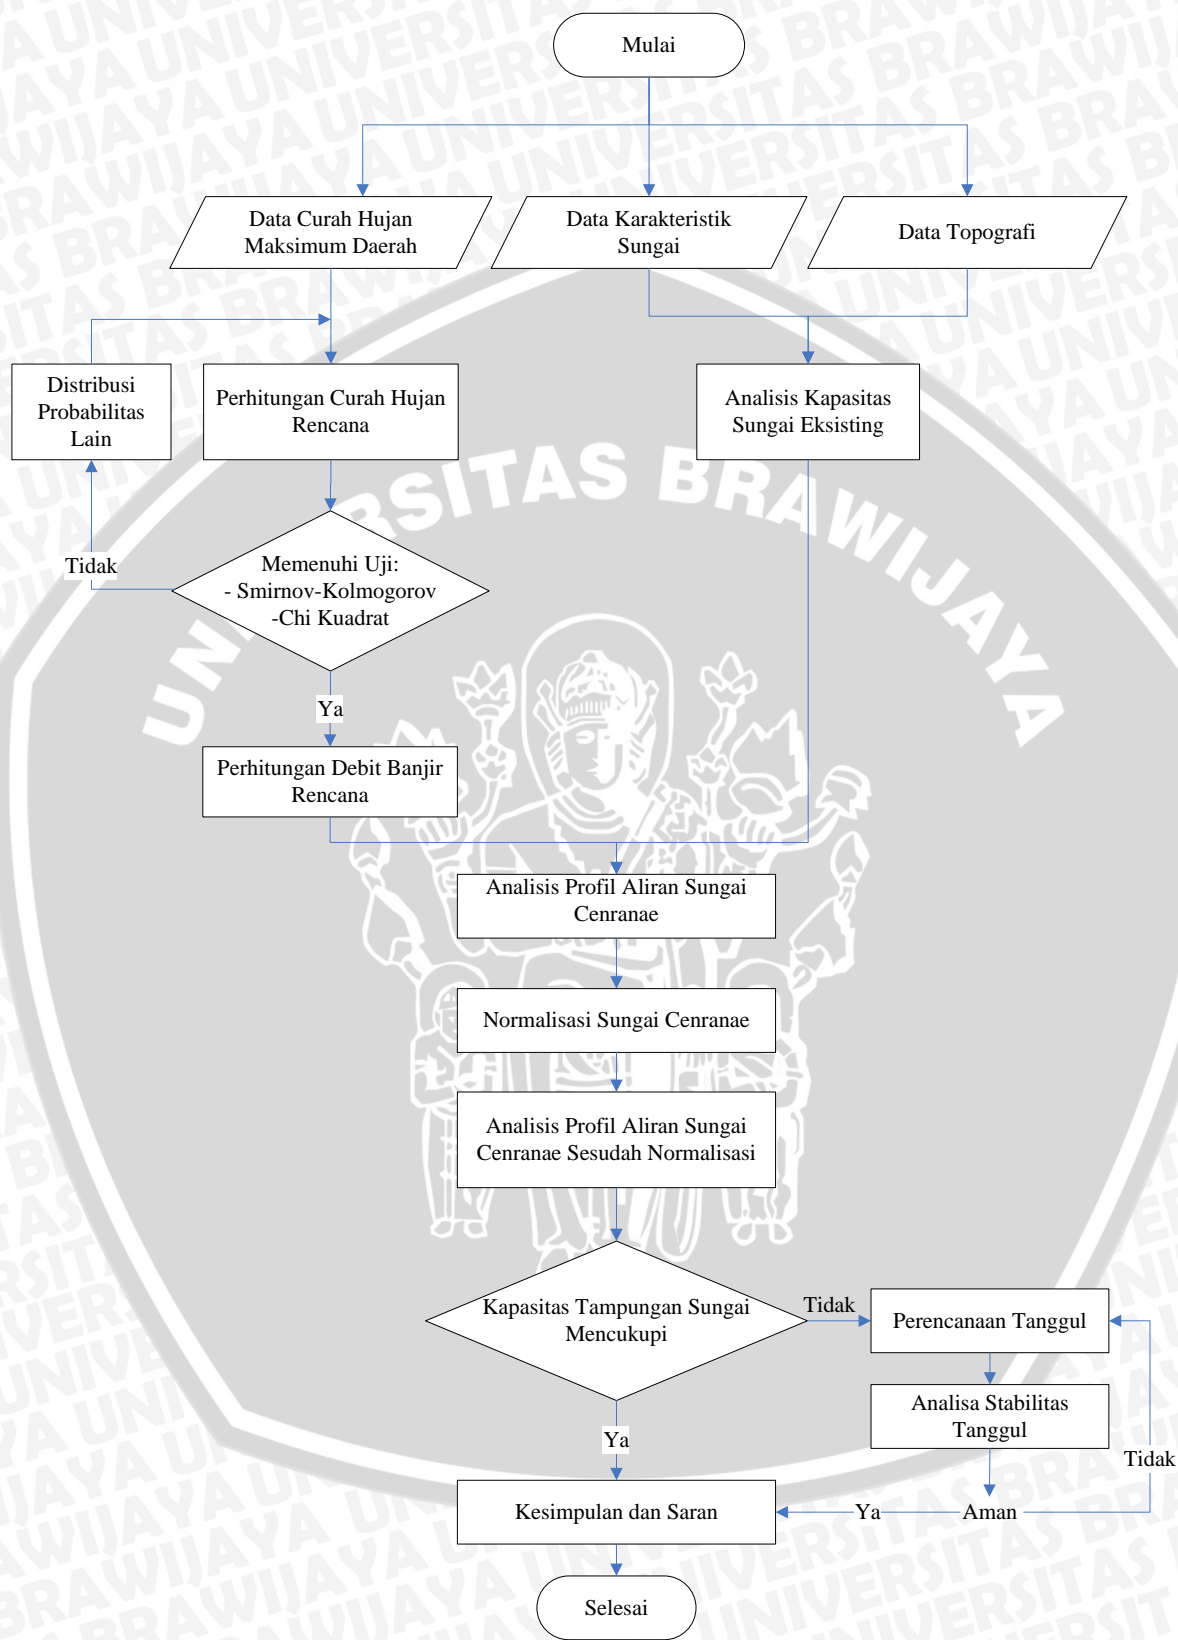 Mulai
Data Curah Hujan
Maksimum Daerah
Data Karakteristik
Sungai
Data Topografi
Distribusi
Probabilitas
Lain
Perhitungan Curah Hujan
Rencana
Analisis Kapasitas
Sungai Eksisting
UNIVERSITAS BRAWIJAYA
Tidak
Memenuhi Uji:
- Smirnov-Kolmogorov
-Chi Kuadrat
Ya
Perhitungan Debit Banjir
Rencana
Analisis Profil Aliran Sungai
Cenranae
Normalisasi Sungai Cenranae
Analisis Profil Aliran Sungai
Cenranae Sesudah Normalisasi
Kapasitas Tampungan Sungai
Mencukupi
Tidak
Perencanaan Tanggul
Analisa Stabilitas
Tanggul
Ya
Tidak
Kesimpulan dan Saran
Ya
Aman
Selesai